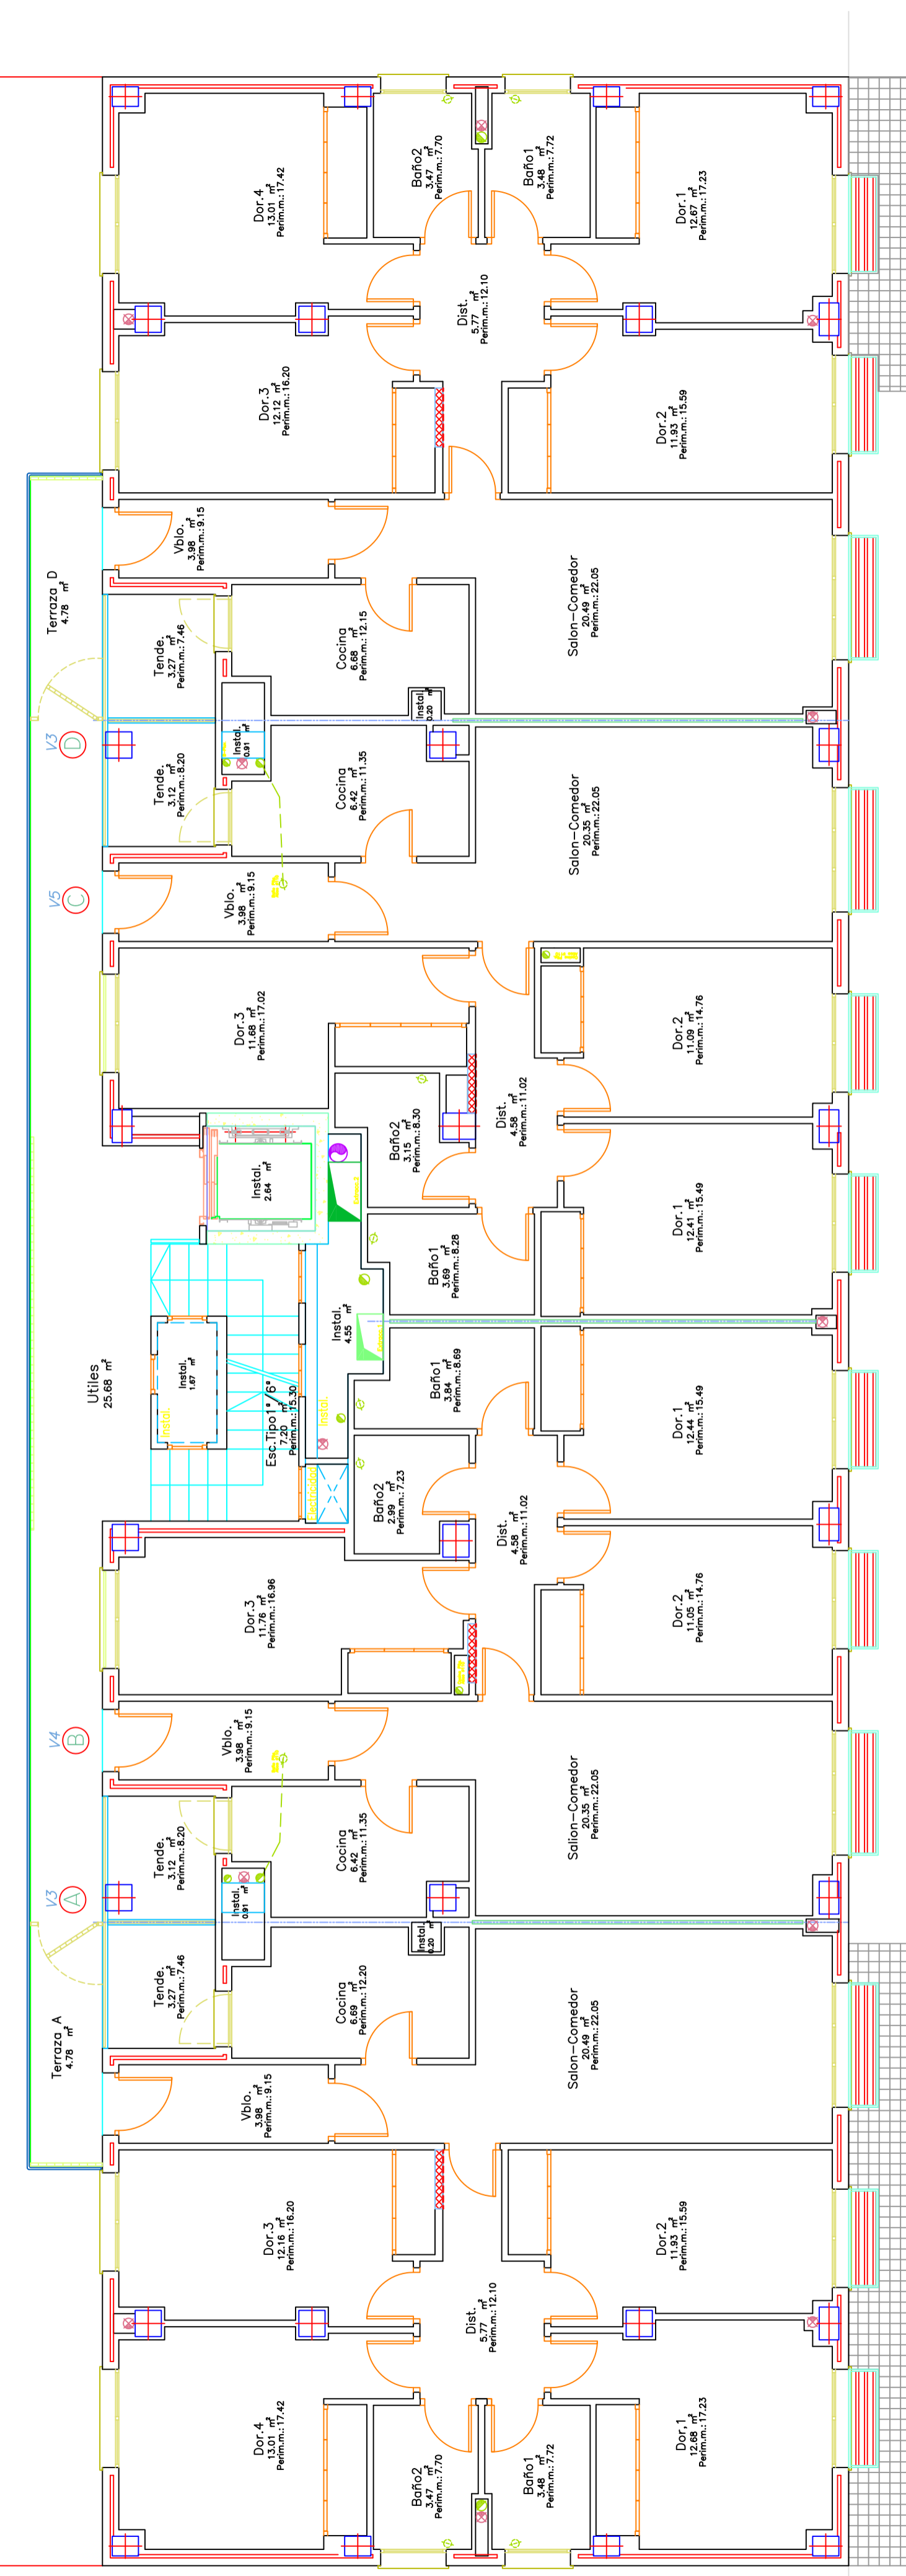 Dor.4
13.01 m²
Perim.m.:17.42
Baño2
3.47 m²
Perim.m.:7.70
Baño1
3.48 m²
Perim.m.:7.72
Dor.1
12.67 m²
Perim.m.:17.23
Dist.
5.77 m²
Perim.m.:12.10
Dor.3
12.12 m²
Perim.m.:16.20
Dor.2
11.93 m²
Perim.m.:15.59
Terraza D
4.78 m²
Vblo.
3.98 m²
Perim.m.:9.15
Tende.
3.27 m²
Perim.m.:7.46
Cocina
6.68 m²
Perim.m.:12.15
Salon-Comedor
20.49 m²
Perim.m.:22.05
Instal.
0.20 m²
V3
D
Instal.
0.91 m²
Tende.
3.12 m²
Perim.m.:8.20
Cocina
6.42 m²
Perim.m.:11.35
Salon-Comedor
20.35 m²
Perim.m.:22.05
V5
C
Vblo.
3.98 m²
Perim.m.:9.15
Dor.3
11.68 m²
Perim.m.:17.02
Dor.2
11.09 m²
Perim.m.:14.76
Baño2
3.15 m²
Perim.m.:8.30
Dist.
4.58 m²
Perim.m.:11.02
Instal.
2.64 m²
Dor.1
12.41 m²
Perim.m.:15.49
Baño1
3.69 m²
Perim.m.:8.28
Instal.
4.55 m²
Utiles
25.68 m²
Instal.
1.67 m²
Instal.
Esc.Tipo1ª/6ª
7.20 m²
Perim.m.:15.30
Instal.
Electricidad
Baño1
3.84 m²
Perim.m.:8.69
Dor.1
12.44 m²
Perim.m.:15.49
Baño2
2.99 m²
Perim.m.:7.23
Dist.
4.58 m²
Perim.m.:11.02
Dor.3
11.76 m²
Perim.m.:16.96
Dor.2
11.05 m²
Perim.m.:14.76
V4
B
Vblo.
3.98 m²
Perim.m.:9.15
Tende.
3.12 m²
Perim.m.:8.20
Cocina
6.42 m²
Perim.m.:11.35
Salion-Comedor
20.35 m²
Perim.m.:22.05
V3
A
Instal.
0.91 m²
Instal.
0.20 m²
Tende.
3.27 m²
Perim.m.:7.46
Cocina
6.69 m²
Perim.m.:12.20
Salon-Comedor
20.49 m²
Perim.m.:22.05
Terraza A
4.78 m²
Vblo.
3.98 m²
Perim.m.:9.15
Dor.3
12.16 m²
Perim.m.:16.20
Dor.2
11.93 m²
Perim.m.:15.59
Dist.
5.77 m²
Perim.m.:12.10
Dor.4
13.01 m²
Perim.m.:17.42
Baño2
3.47 m²
Perim.m.:7.70
Baño1
3.48 m²
Perim.m.:7.72
Dor,1
12.68 m²
Perim.m.:17.23